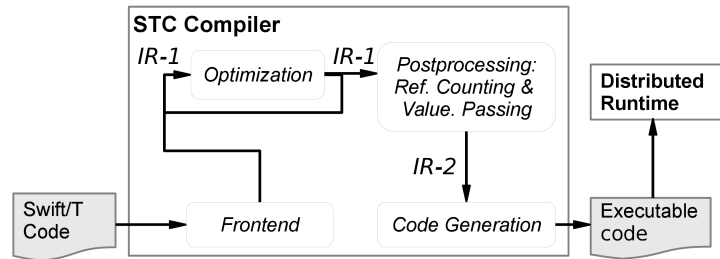 STC Compiler
IR-1
IR-1
Optimization
Postprocessing:
Ref. Counting &
Value. Passing
Distributed
Runtime
IR-2
Swift/T
Code
Frontend
Code Generation
Executable
code